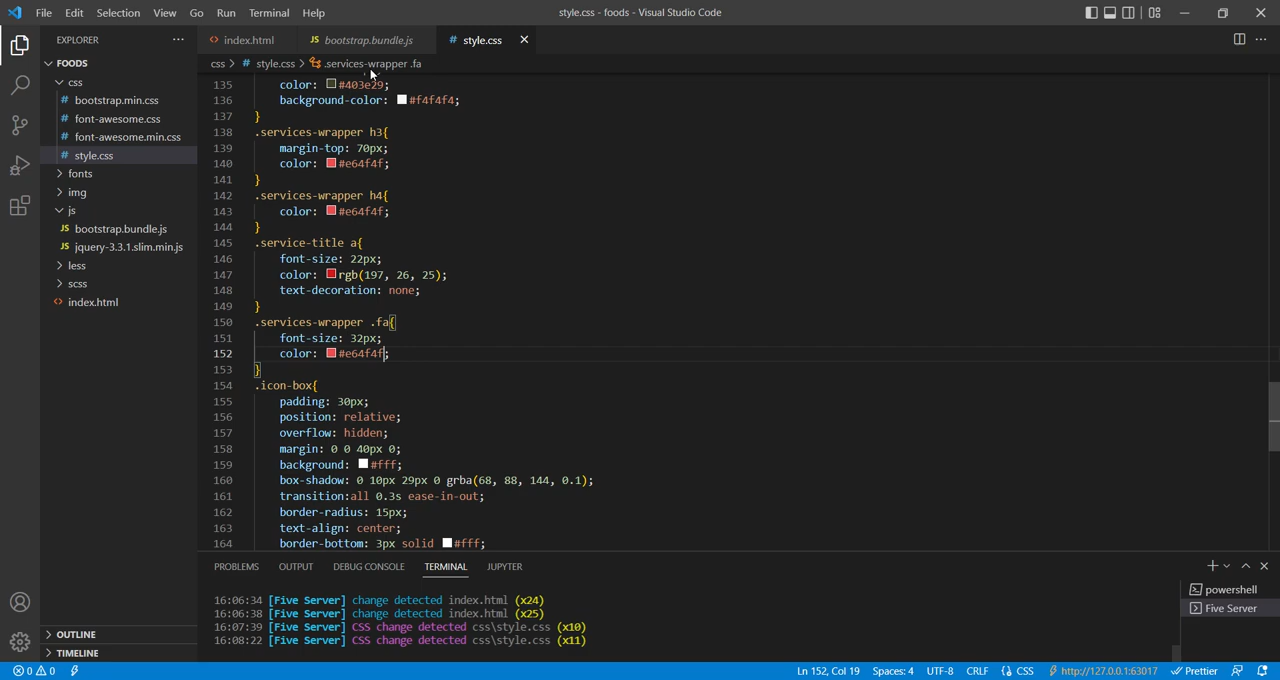 File Edit Selection View Go Run Terminal Help style.css - foods - Visual Studio Code
EXPLORER ···
index.html JS bootstrap.bundle.js # style.css
FOODS
css > # style.css > .services-wrapper .fa
css
# bootstrap.min.css
# font-awesome.css
# font-awesome.min.css
# style.css
> fonts
> img
js
JS bootstrap.bundle.js
JS jquery-3.3.1.slim.min.js
> less
> scss
<> index.html
> OUTLINE
> TIMELINE
135 color: #403e29;
136 background-color: #f4f4f4;
137 }
138 .services-wrapper h3{
139 margin-top: 70px;
140 color: #e64f4f;
141 }
142 .services-wrapper h4{
143 color: #e64f4f;
144 }
145 .service-title a{
146 font-size: 22px;
147 color: rgb(197, 26, 25);
148 text-decoration: none;
149 }
150 .services-wrapper .fa{
151 font-size: 32px;
152 color: #e64f4f;
153 }
154 .icon-box{
155 padding: 30px;
156 position: relative;
157 overflow: hidden;
158 margin: 0 0 40px 0;
159 background: #fff;
160 box-shadow: 0 10px 29px 0 grba(68, 88, 144, 0.1);
161 transition:all 0.3s ease-in-out;
162 border-radius: 15px;
163 text-align: center;
164 border-bottom: 3px solid #fff;
PROBLEMS OUTPUT DEBUG CONSOLE TERMINAL JUPYTER
16:06:34 [Five Server] change detected index.html (x24)
16:06:38 [Five Server] change detected index.html (x25)
16:07:39 [Five Server] CSS change detected css\style.css (x10)
16:08:22 [Five Server] CSS change detected css\style.css (x11)
powershell
Five Server
0 0 Ln 152, Col 19 Spaces: 4 UTF-8 CRLF {} CSS http://127.0.0.1:63017 Prettier